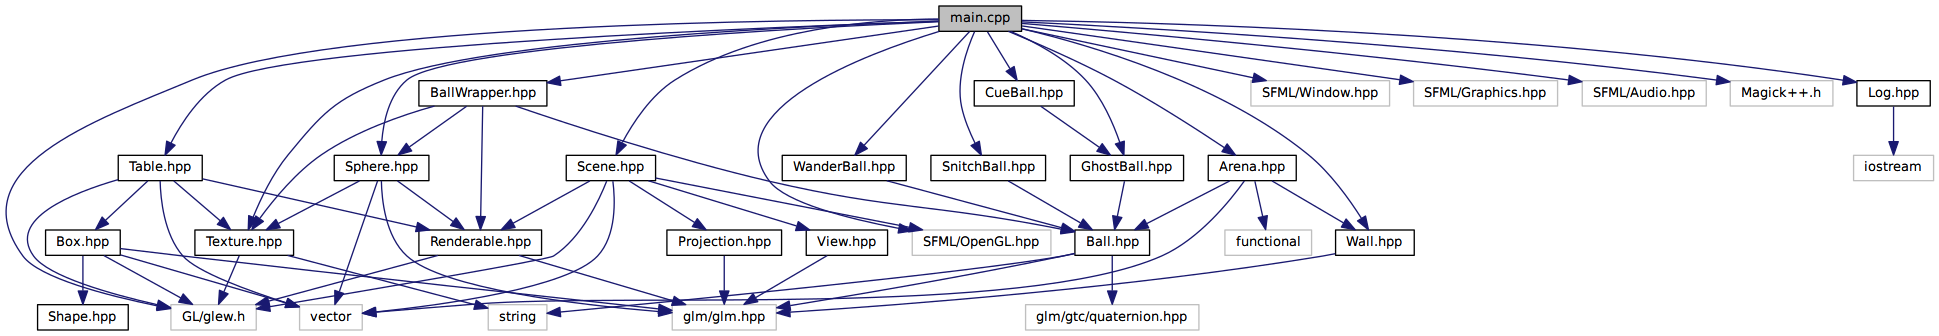 main.cpp
BallWrapper.hpp
CueBall.hpp
SFML/Window.hpp
SFML/Graphics.hpp
SFML/Audio.hpp
Magick++.h
Log.hpp
Table.hpp
Sphere.hpp
Scene.hpp
WanderBall.hpp
SnitchBall.hpp
GhostBall.hpp
Arena.hpp
iostream
Box.hpp
Texture.hpp
Renderable.hpp
Projection.hpp
View.hpp
SFML/OpenGL.hpp
Ball.hpp
functional
Wall.hpp
Shape.hpp
GL/glew.h
vector
string
glm/glm.hpp
glm/gtc/quaternion.hpp